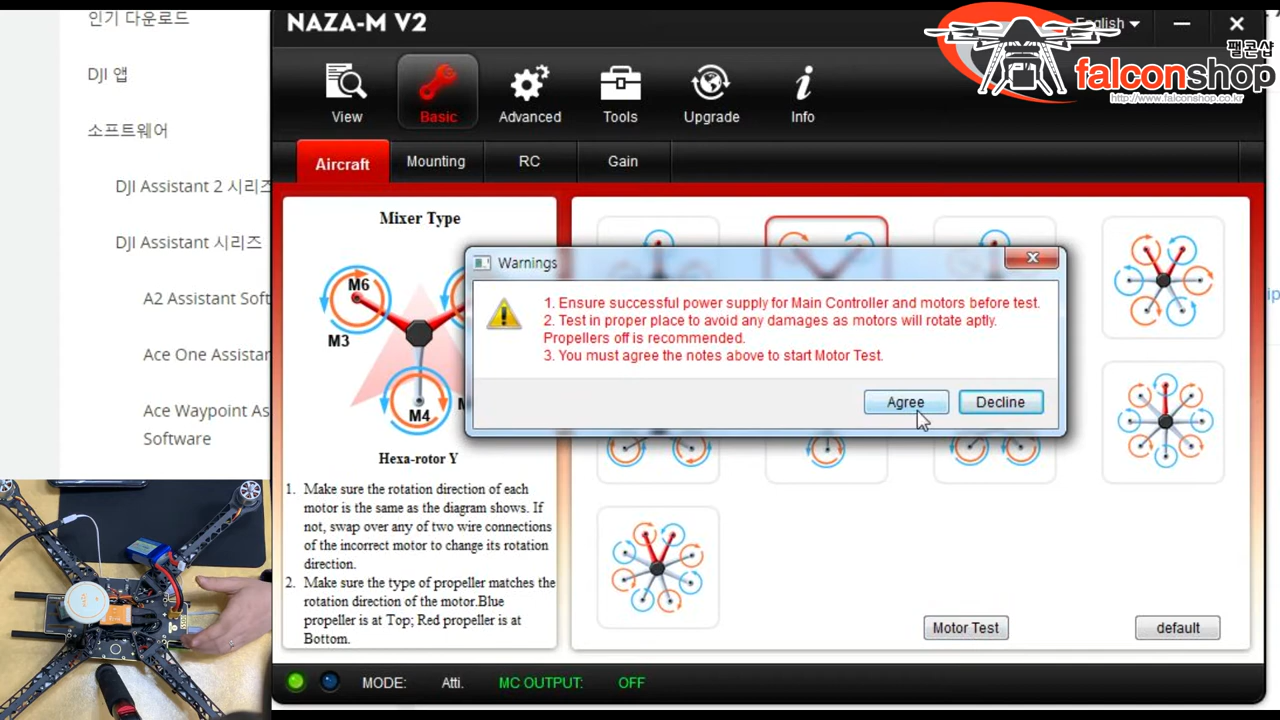 인기 다운로드
DJI 앱
소프트웨어
DJI Assistant 2 시리즈
DJI Assistant 시리즈
A2 Assistant Soft
Ace One Assista
Ace Waypoint As
Software
NAZA-M V2
English
팰콘샵
falconshop
http://www.falconshop.co.kr
View
Basic
Advanced
Tools
Upgrade
Info
Aircraft
Mounting
RC
Gain
Mixer Type
M6
M3
M4
M
Hexa-rotor Y
1. Make sure the rotation direction of each
motor is the same as the diagram shows. If
not, swap over any of two wire connections
of the incorrect motor to change its rotation
direction.
2. Make sure the type of propeller matches the
rotation direction of the motor.Blue
propeller is at Top; Red propeller is at
Bottom.
Warnings
1. Ensure successful power supply for Main Controller and motors before test.
2. Test in proper place to avoid any damages as motors will rotate aptly.
Propellers off is recommended.
3. You must agree the notes above to start Motor Test.
Agree
Decline
Motor Test
default
MODE:
Atti.
MC OUTPUT:
OFF
ip